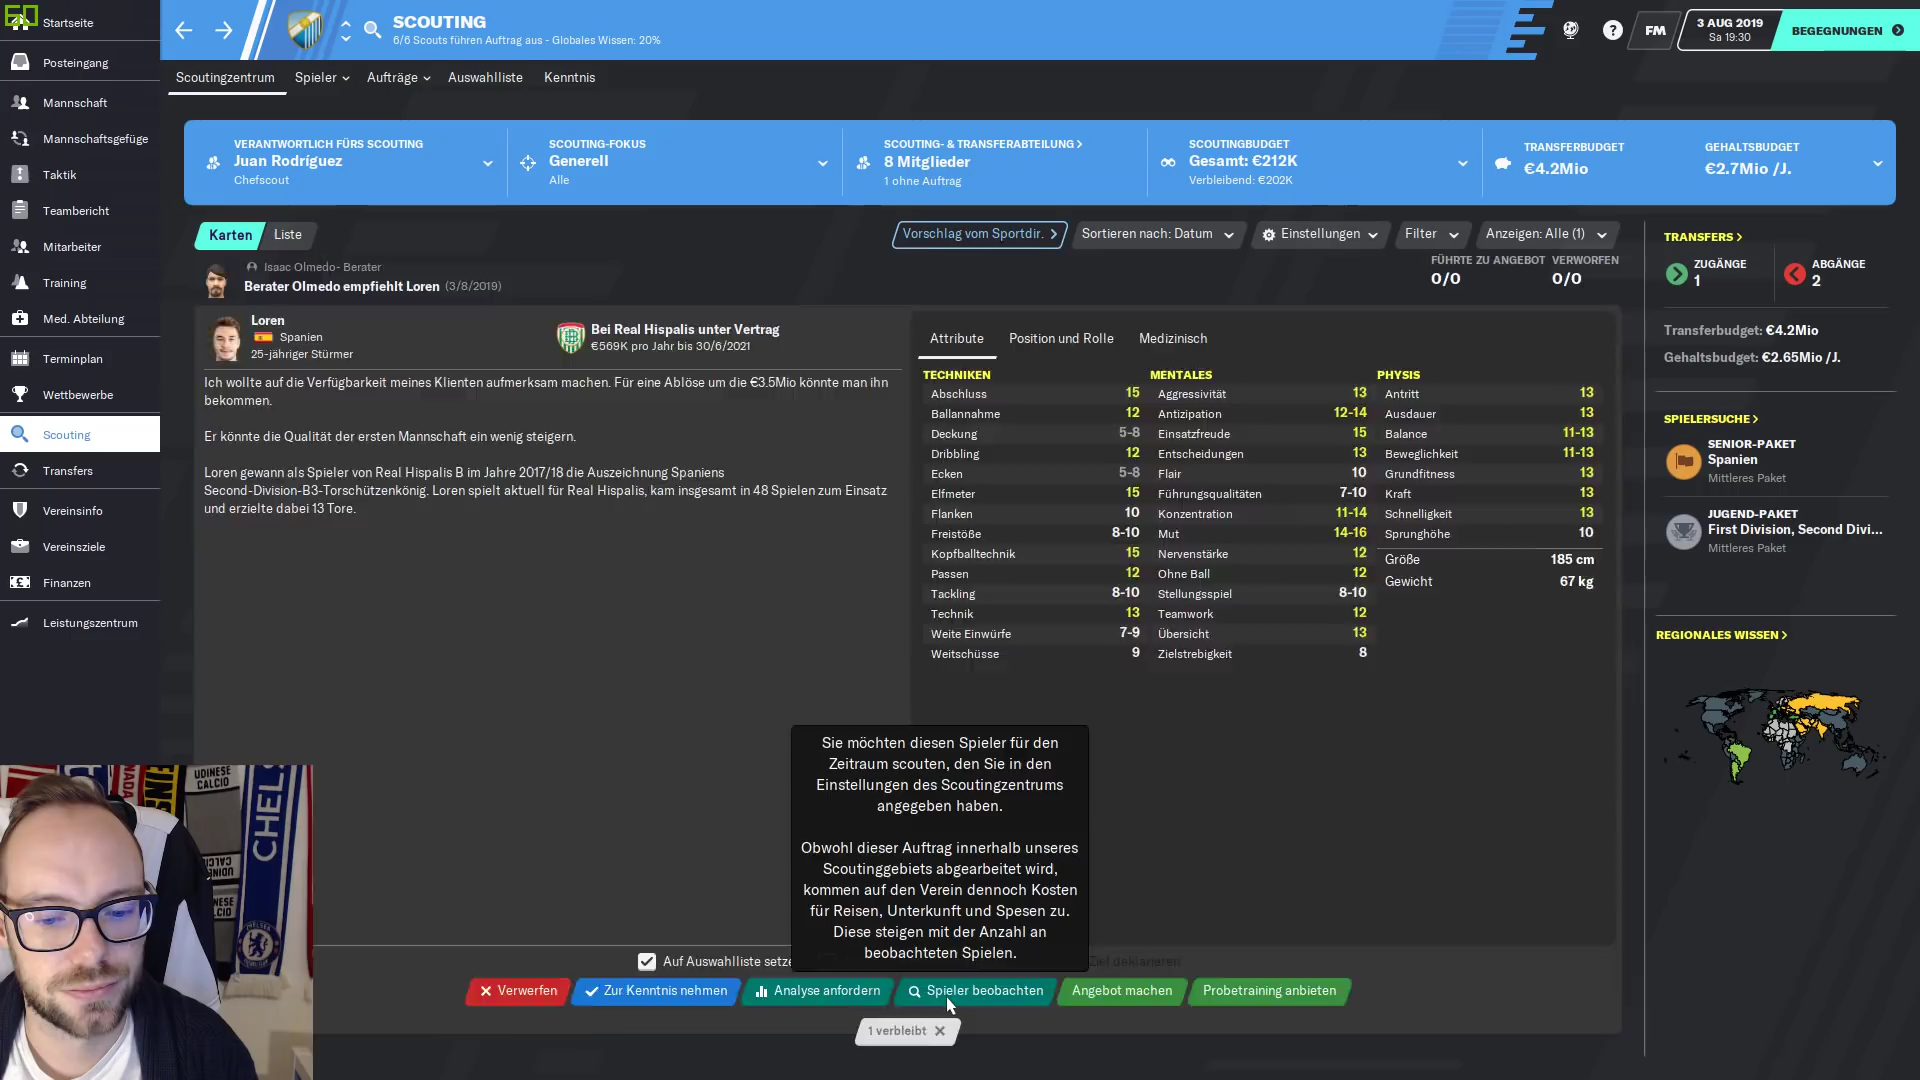 60
Startseite
Posteingang
Mannschaft
Mannschaftsgefüge
Taktik
Teambericht
Mitarbeiter
Training
Med. Abteilung
Terminplan
Wettbewerbe
Scouting
Transfers
Vereinsinfo
Vereinsziele
Finanzen
Leistungszentrum
SCOUTING
6/6 Scouts führen Auftrag aus - Globales Wissen: 20%
FM
3 AUG 2019
Sa 19:30
BEGEGNUNGEN
Scoutingzentrum Spieler Aufträge Auswahlliste Kenntnis
VERANTWORTLICH FÜRS SCOUTING
Juan Rodríguez
Chefscout
SCOUTING-FOKUS
Generell
Alle
SCOUTING- & TRANSFERABTEILUNG >
8 Mitglieder
1 ohne Auftrag
SCOUTINGBUDGET
Gesamt: €212K
Verbleibend: €202K
TRANSFERBUDGET
€4.2Mio
GEHALTSBUDGET
€2.7Mio /J.
Karten Liste
Vorschlag vom Sportdir. >
Sortieren nach: Datum
Einstellungen
Filter
Anzeigen: Alle (1)
Isaac Olmedo- Berater
Berater Olmedo empfiehlt Loren (3/8/2019)
FÜHRTE ZU ANGEBOT VERWORFEN
0/0 0/0
Loren
Spanien
25-jähriger Stürmer
Bei Real Hispalis unter Vertrag
€569K pro Jahr bis 30/6/2021
Ich wollte auf die Verfügbarkeit meines Klienten aufmerksam machen. Für eine Ablöse um die €3.5Mio könnte man ihn
bekommen.
Er könnte die Qualität der ersten Mannschaft ein wenig steigern.
Loren gewann als Spieler von Real Hispalis B im Jahre 2017/18 die Auszeichnung Spaniens
Second-Division-B3-Torschützenkönig. Loren spielt aktuell für Real Hispalis, kam insgesamt in 48 Spielen zum Einsatz
und erzielte dabei 13 Tore.
Attribute Position und Rolle Medizinisch
TECHNIKEN
Abschluss 15
Ballannahme 12
Deckung 5-8
Dribbling 12
Ecken 5-8
Elfmeter 15
Flanken 10
Freistöße 8-10
Kopfballtechnik 15
Passen 12
Tackling 8-10
Technik 13
Weite Einwürfe 7-9
Weitschüsse 9
MENTALES
Aggressivität 13
Antizipation 12-14
Einsatzfreude 15
Entscheidungen 13
Flair 10
Führungsqualitäten 7-10
Konzentration 11-14
Mut 14-16
Nervenstärke 12
Ohne Ball 12
Stellungsspiel 8-10
Teamwork 12
Übersicht 13
Zielstrebigkeit 8
PHYSIS
Antritt 13
Ausdauer 13
Balance 11-13
Beweglichkeit 11-13
Grundfitness 13
Kraft 13
Schnelligkeit 13
Sprunghöhe 10
Größe 185 cm
Gewicht 67 kg
TRANSFERS >
ZUGÄNGE
1
ABGÄNGE
2
Transferbudget: €4.2Mio
Gehaltsbudget: €2.65Mio /J.
SPIELERSUCHE >
SENIOR-PAKET
Spanien
Mittleres Paket
JUGEND-PAKET
First Division, Second Divi...
Mittleres Paket
REGIONALES WISSEN >
Sie möchten diesen Spieler für den
Zeitraum scouten, den Sie in den
Einstellungen des Scoutingzentrums
angegeben haben.
Obwohl dieser Auftrag innerhalb unseres
Scoutinggebiets abgearbeitet wird,
kommen auf den Verein dennoch Kosten
für Reisen, Unterkunft und Spesen zu.
Diese steigen mit der Anzahl an
beobachteten Spielen.
Auf Auswahlliste setze
Ziel deklarieren
Verwerfen
Zur Kenntnis nehmen
Analyse anfordern
Spieler beobachten
Angebot machen
Probetraining anbieten
1 verbleibt
UDINESE
CALCIO
CHELS